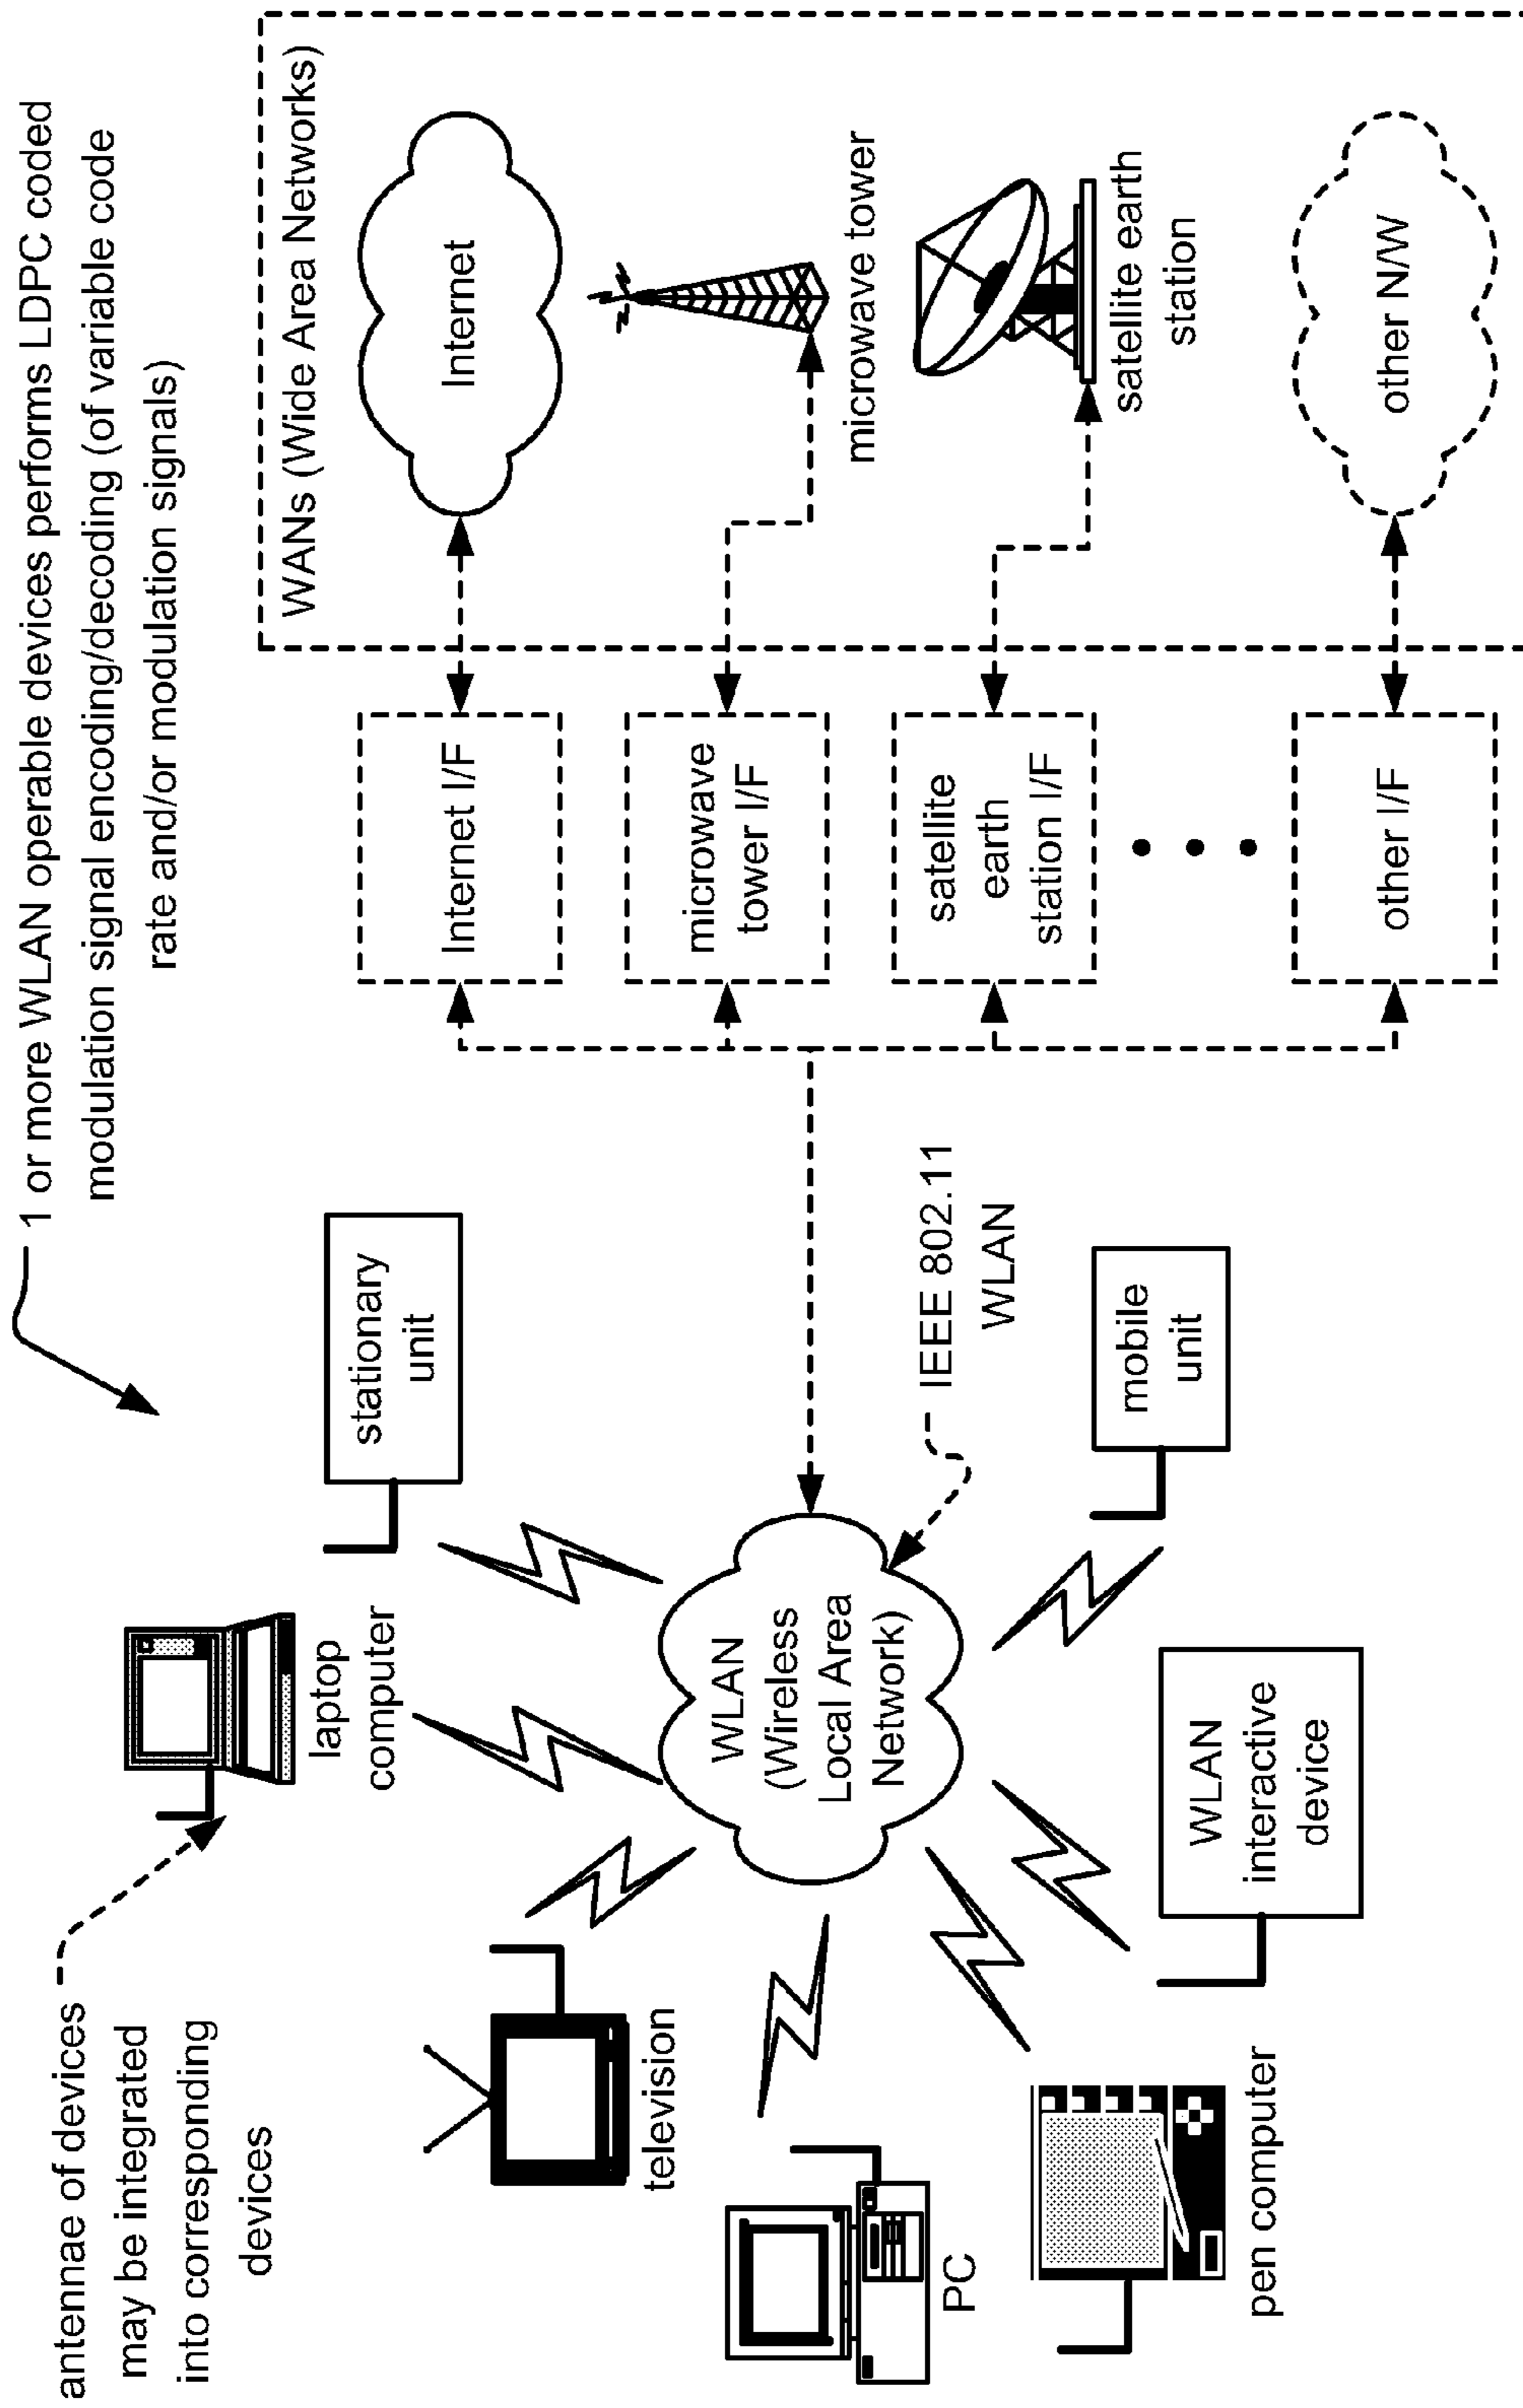 1 or more WLAN operable devices performs LDPC coded
modulation signal encoding/decoding (of variable code
rate and/or modulation signals)
antennae of devices
may be integrated
into corresponding
devices
laptop
computer
stationary
unit
television
PC
pen computer
WLAN
interactive
device
mobile
unit
WLAN
(Wireless
Local Area
Network)
IEEE 802.11
WLAN
Internet I/F
microwave
tower I/F
satellite
earth
station I/F
other I/F
WANs (Wide Area Networks)
Internet
microwave tower
satellite earth
station
other N/W